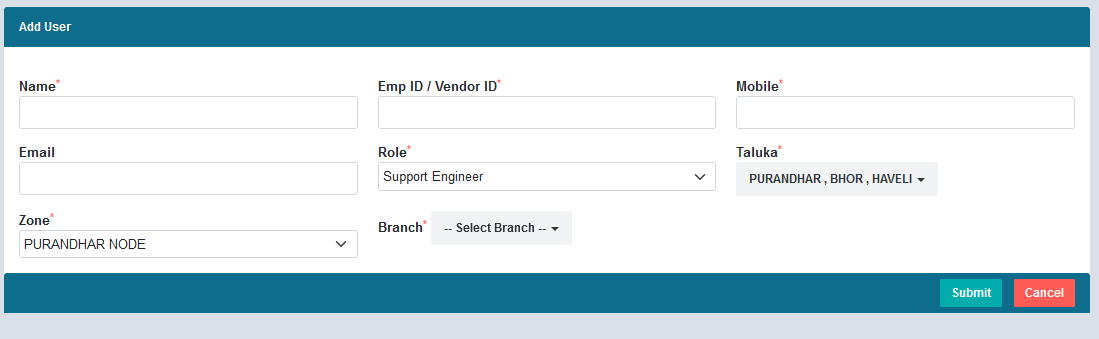 Add User
Name*
Emp ID / Vendor ID*
Mobile*
Email
Role*
Support Engineer
Taluka*
PURANDHAR , BHOR , HAVELI
Zone*
PURANDHAR NODE
Branch*
-- Select Branch --
Submit
Cancel